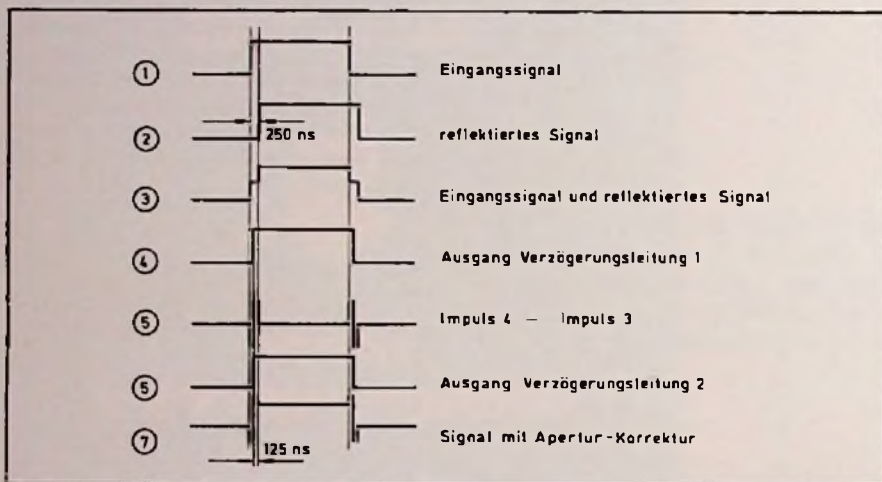 1 Eingangssignal
250 ns
2 reflektiertes Signal
3 Eingangssignal und reflektiertes Signal
4 Ausgang Verzögerungsleitung 1
5 Impuls 4 – Impuls 3
5 Ausgang Verzögerungsleitung 2
7 Signal mit Apertur-Korrektur
125 ns